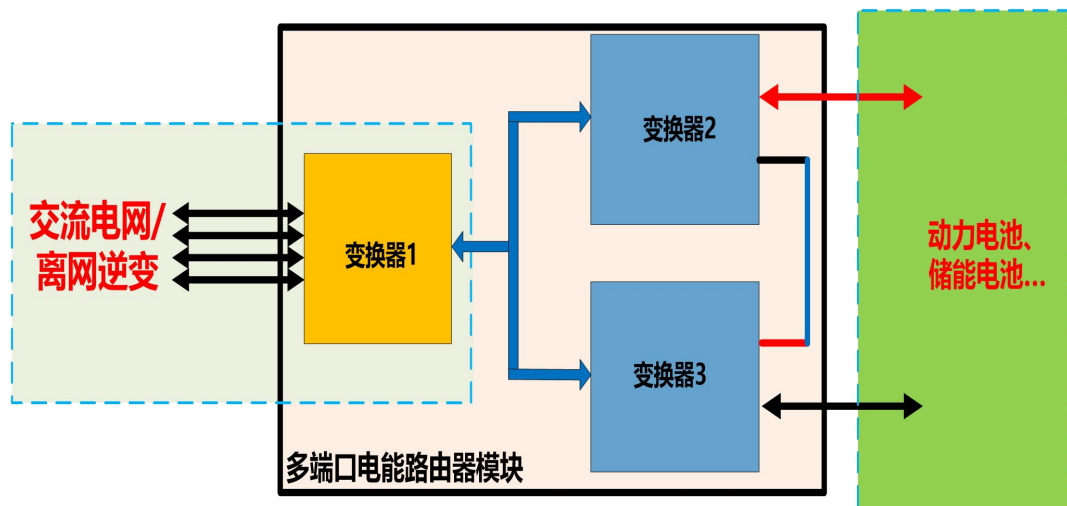 交流电网/
离网逆变
变换器1
变换器2
变换器3
多端口电能路由器模块
动力电池、
储能电池...